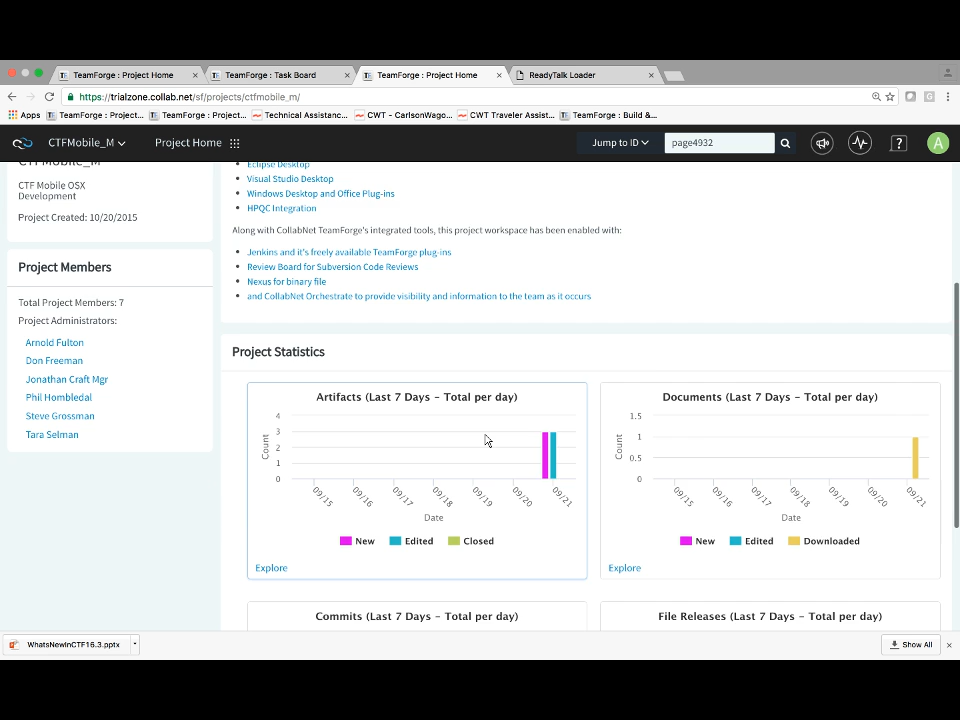 TeamForge : Project Home
TeamForge : Task Board
TeamForge : Project Home
ReadyTalk Loader
https://trialzone.collab.net/sf/projects/ctfmobile_m/
Apps
TeamForge : Project...
TeamForge : Project...
Technical Assistanc...
CWT - CarlsonWago...
CWT Traveler Assist...
TeamForge : Build &...
CTFMobile_M
Project Home
Jump to ID
page4932
?
A
CTFMobile_M
CTF Mobile OSX
Development
Project Created: 10/20/2015
Project Members
Total Project Members: 7
Project Administrators:
Arnold Fulton
Don Freeman
Jonathan Craft Mgr
Phil Hombledal
Steve Grossman
Tara Selman
Eclipse Desktop
Visual Studio Desktop
Windows Desktop and Office Plug-ins
HPQC Integration
Along with CollabNet TeamForge's integrated tools, this project workspace has been enabled with:
Jenkins and it's freely available TeamForge plug-ins
Review Board for Subversion Code Reviews
Nexus for binary file
and CollabNet Orchestrate to provide visibility and information to the team as it occurs
Project Statistics
Artifacts (Last 7 Days - Total per day)
4
3
2
1
0
Count
09/15
09/16
09/17
09/18
09/19
09/20
09/21
Date
New
Edited
Closed
Explore
Documents (Last 7 Days - Total per day)
1.5
1
0.5
0
Count
09/15
09/16
09/17
09/18
09/19
09/20
09/21
Date
New
Edited
Downloaded
Explore
Commits (Last 7 Days - Total per day)
File Releases (Last 7 Days - Total per day)
WhatsNewInCTF16.3.pptx
Show All